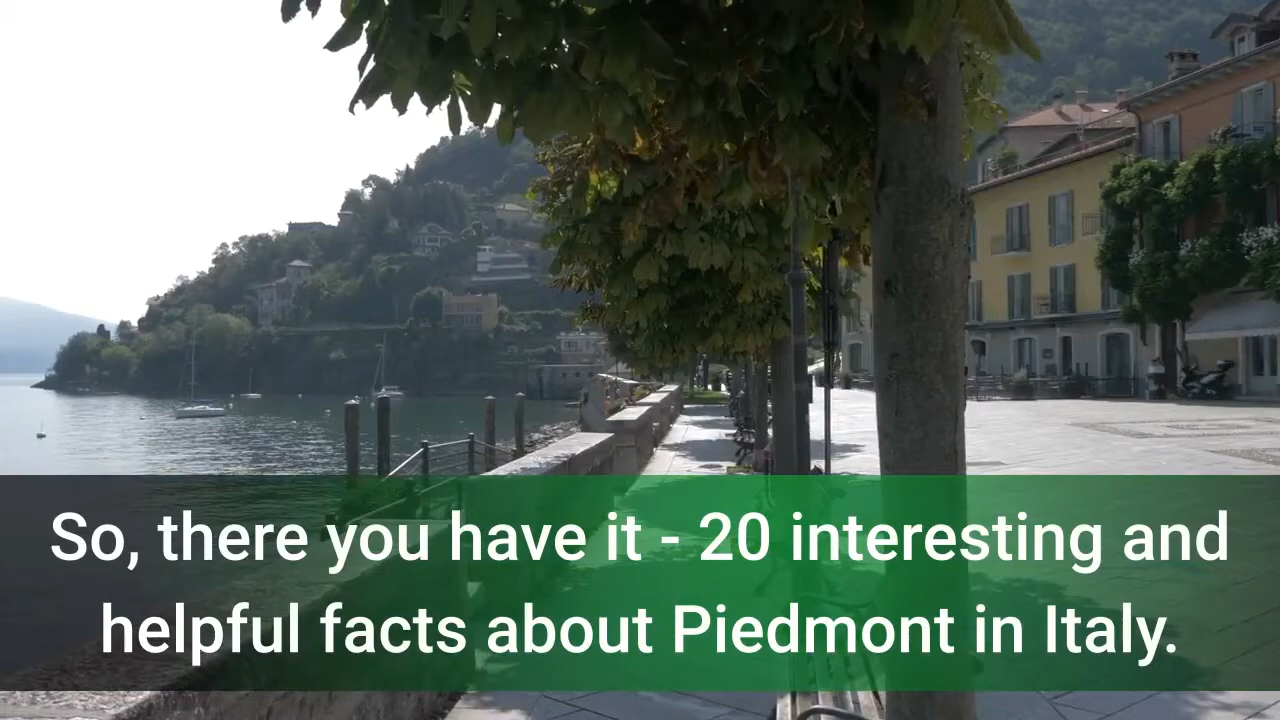 So, there you have it - 20 interesting and
helpful facts about Piedmont in Italy.